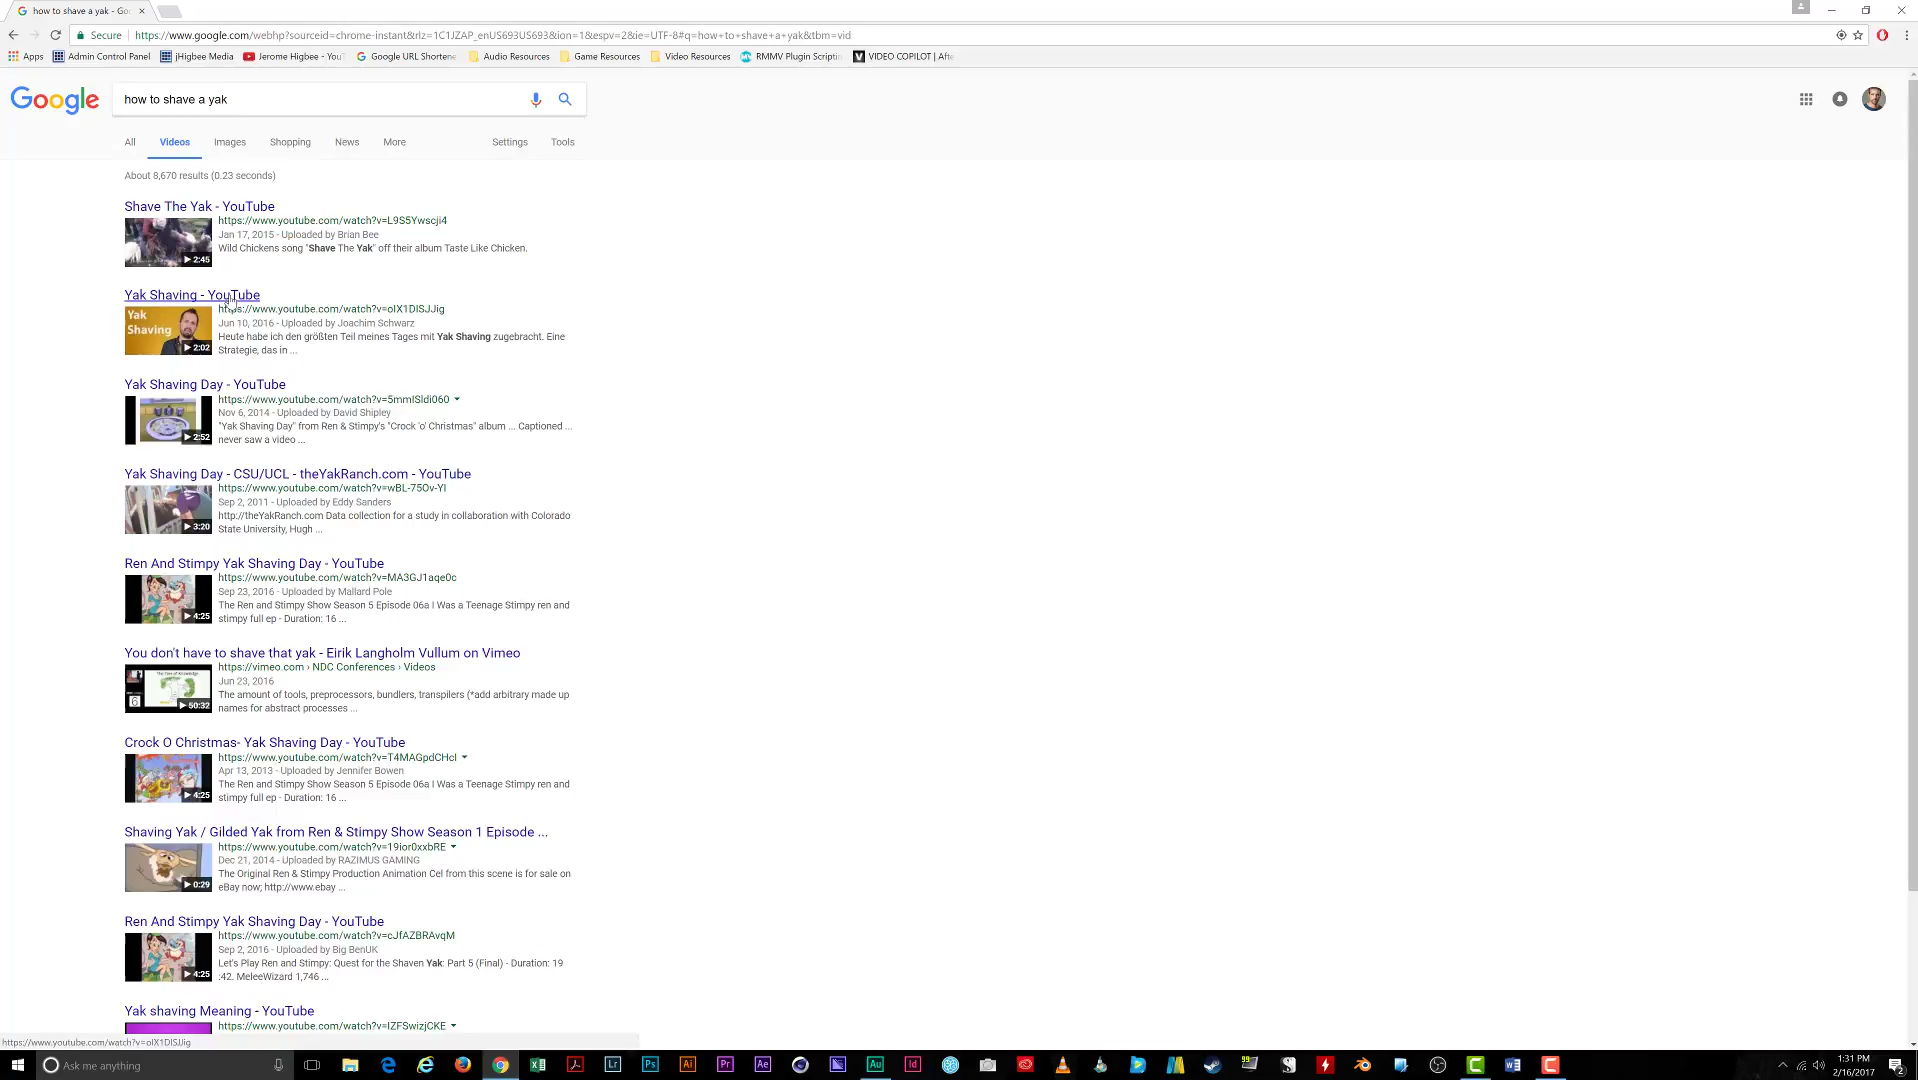 how to shave a yak - Goo
Secure https://www.google.com/webhp?sourceid=chrome-instant&rlz=1C1JZAP_enUS693US693&ion=1&espv=2&ie=UTF-8#q=how+to+shave+a+yak&tbm=vid
Apps Admin Control Panel jHigbee Media Jerome Higbee - YouT Google URL Shortene Audio Resources Game Resources Video Resources RMMV Plugin Scriptin VIDEO COPILOT | Afte
Google how to shave a yak
All Videos Images Shopping News More Settings Tools
About 8,670 results (0.23 seconds)
Shave The Yak - YouTube
https://www.youtube.com/watch?v=L9S5Ywscji4
Jan 17, 2015 - Uploaded by Brian Bee
Wild Chickens song "Shave The Yak" off their album Taste Like Chicken.
2:45
Yak Shaving - YouTube
https://www.youtube.com/watch?v=oIX1DISJJig
Jun 10, 2016 - Uploaded by Joachim Schwarz
Heute habe ich den größten Teil meines Tages mit Yak Shaving zugebracht. Eine
Strategie, das in ...
Yak
Shaving
2:02
Yak Shaving Day - YouTube
https://www.youtube.com/watch?v=5mmISldi060
Nov 6, 2014 - Uploaded by David Shipley
"Yak Shaving Day" from Ren & Stimpy's "Crock 'o' Christmas" album ... Captioned ...
never saw a video ...
2:52
Yak Shaving Day - CSU/UCL - theYakRanch.com - YouTube
https://www.youtube.com/watch?v=wBL-75Ov-YI
Sep 2, 2011 - Uploaded by Eddy Sanders
http://theYakRanch.com Data collection for a study in collaboration with Colorado
State University, Hugh ...
3:20
Ren And Stimpy Yak Shaving Day - YouTube
https://www.youtube.com/watch?v=MA3GJ1aqe0c
Sep 23, 2016 - Uploaded by Mallard Pole
The Ren and Stimpy Show Season 5 Episode 06a I Was a Teenage Stimpy ren and
stimpy full ep - Duration: 16 ...
4:25
You don't have to shave that yak - Eirik Langholm Vullum on Vimeo
https://vimeo.com › NDC Conferences › Videos
Jun 23, 2016
The amount of tools, preprocessors, bundlers, transpilers (*add arbitrary made up
names for abstract processes ...
6
50:32
Crock O Christmas- Yak Shaving Day - YouTube
https://www.youtube.com/watch?v=T4MAGpdCHcI
Apr 13, 2013 - Uploaded by Jennifer Bowen
The Ren and Stimpy Show Season 5 Episode 06a I Was a Teenage Stimpy ren and
stimpy full ep - Duration: 16 ...
4:25
Shaving Yak / Gilded Yak from Ren & Stimpy Show Season 1 Episode ...
https://www.youtube.com/watch?v=19ior0xxbRE
Dec 21, 2014 - Uploaded by RAZIMUS GAMING
The Original Ren & Stimpy Production Animation Cel from this scene is for sale on
eBay now; http://www.ebay ...
0:29
Ren And Stimpy Yak Shaving Day - YouTube
https://www.youtube.com/watch?v=cJfAZBRAvqM
Sep 2, 2016 - Uploaded by Big BenUK
Let's Play Ren and Stimpy: Quest for the Shaven Yak: Part 5 (Final) - Duration: 19
:42. MeleeWizard 1,746 ...
4:25
Yak shaving Meaning - YouTube
https://www.youtube.com/watch?v=IZFSwizjCKE
https://www.youtube.com/watch?v=oIX1DISJJig
Ask me anything
Lr Ps Ai Pr Ae Au Id
1:31 PM
2/16/2017
2